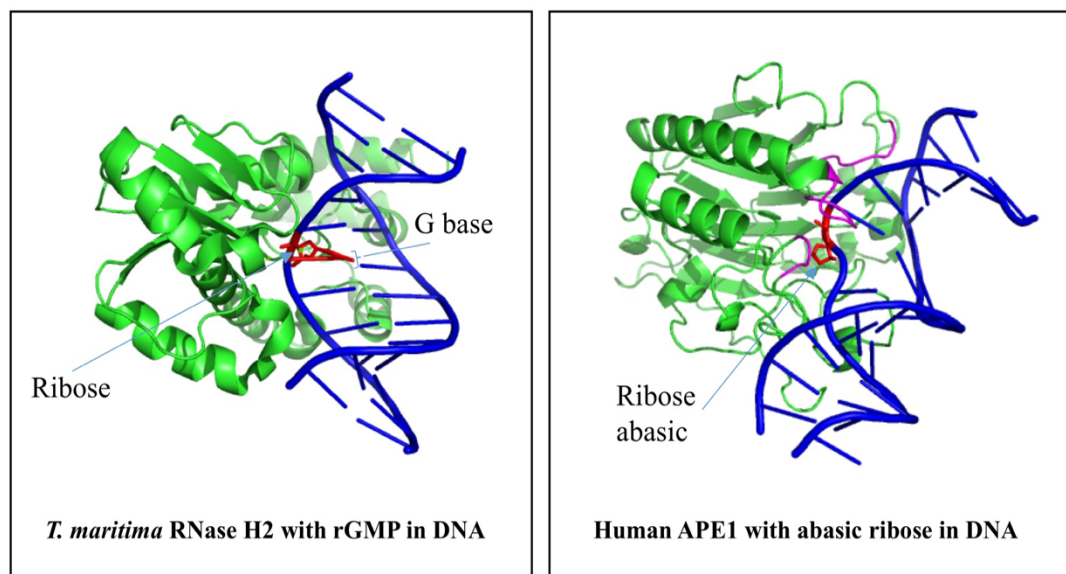 G base
Ribose
T. maritima RNase H2 with rGMP in DNA
Ribose
abasic
Human APE1 with abasic ribose in DNA